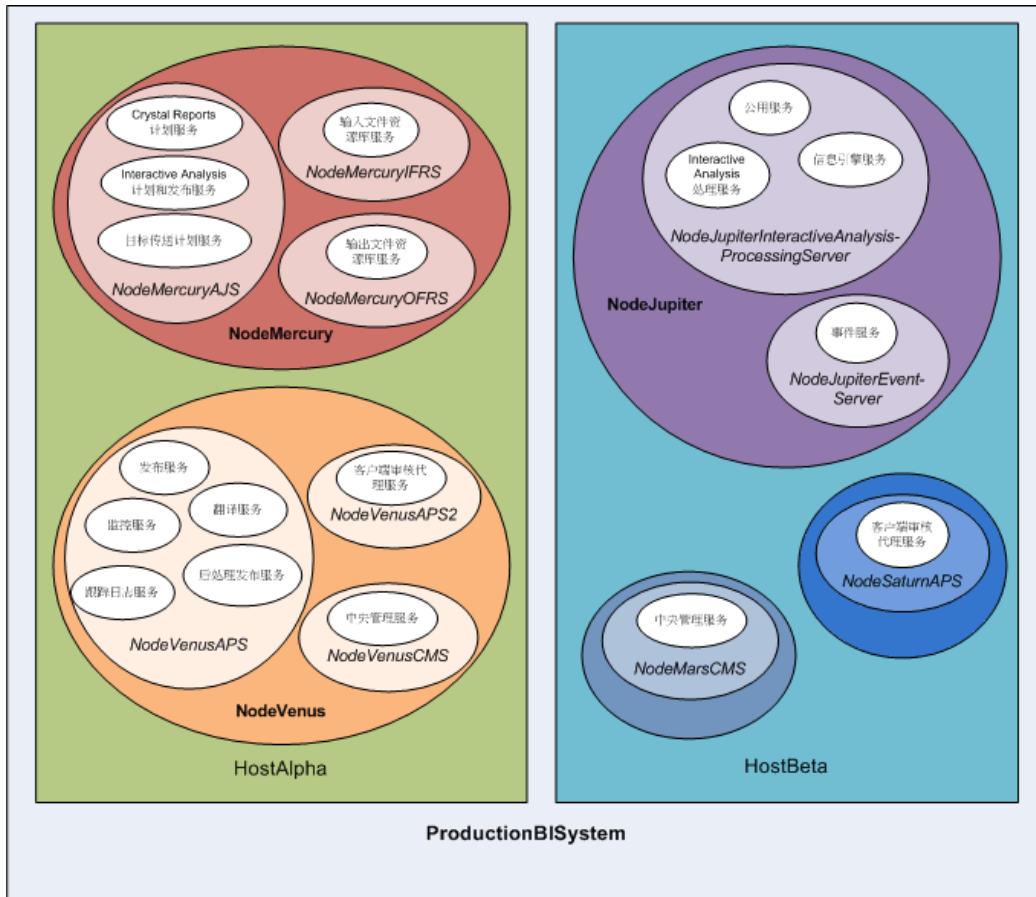 Crystal Reports
计划服务
Interactive Analysis
计划和发布服务
目标传送计划服务
NodeMercuryAJS
输入文件资
源库服务
NodeMercuryIFRS
输出文件资
源库服务
NodeMercuryOFRS
NodeMercury
发布服务
监控服务
翻译服务
后处理发布服务
跟踪日志服务
NodeVenusAPS
客户端审核代
理服务
NodeVenusAPS2
中央管理服务
NodeVenusCMS
NodeVenus
HostAlpha
公用服务
Interactive
Analysis
处理服务
信息引擎服务
NodeJupiterInteractiveAnalysis-
ProcessingServer
NodeJupiter
事件服务
NodeJupiterEvent-
Server
客户端审核
代理服务
NodeSaturnAPS
中央管理服务
NodeMarsCMS
HostBeta
ProductionBISystem